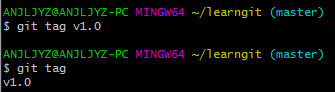 ANJLJYZ@ANJLJYZ-PC MINGW64 ~/learngit (master)
$ git tag v1.0
ANJLJYZ@ANJLJYZ-PC MINGW64 ~/learngit (master)
$ git tag
v1.0